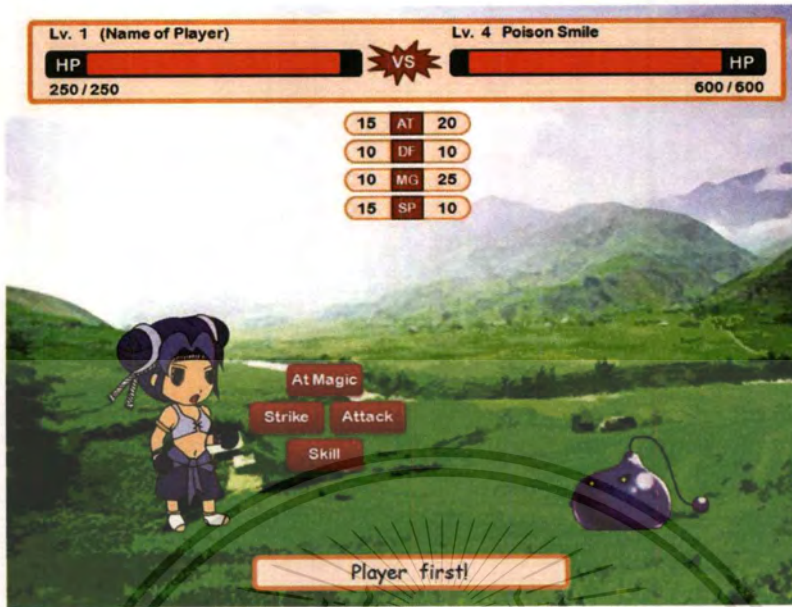 Lv. 1 (Name of Player) Lv. 4 Poison Smile
HP VS HP
250 / 250 600 / 600
15 AT 20
10 DF 10
10 MG 25
15 SP 10
At Magic
Strike Attack
Skill
Player first!